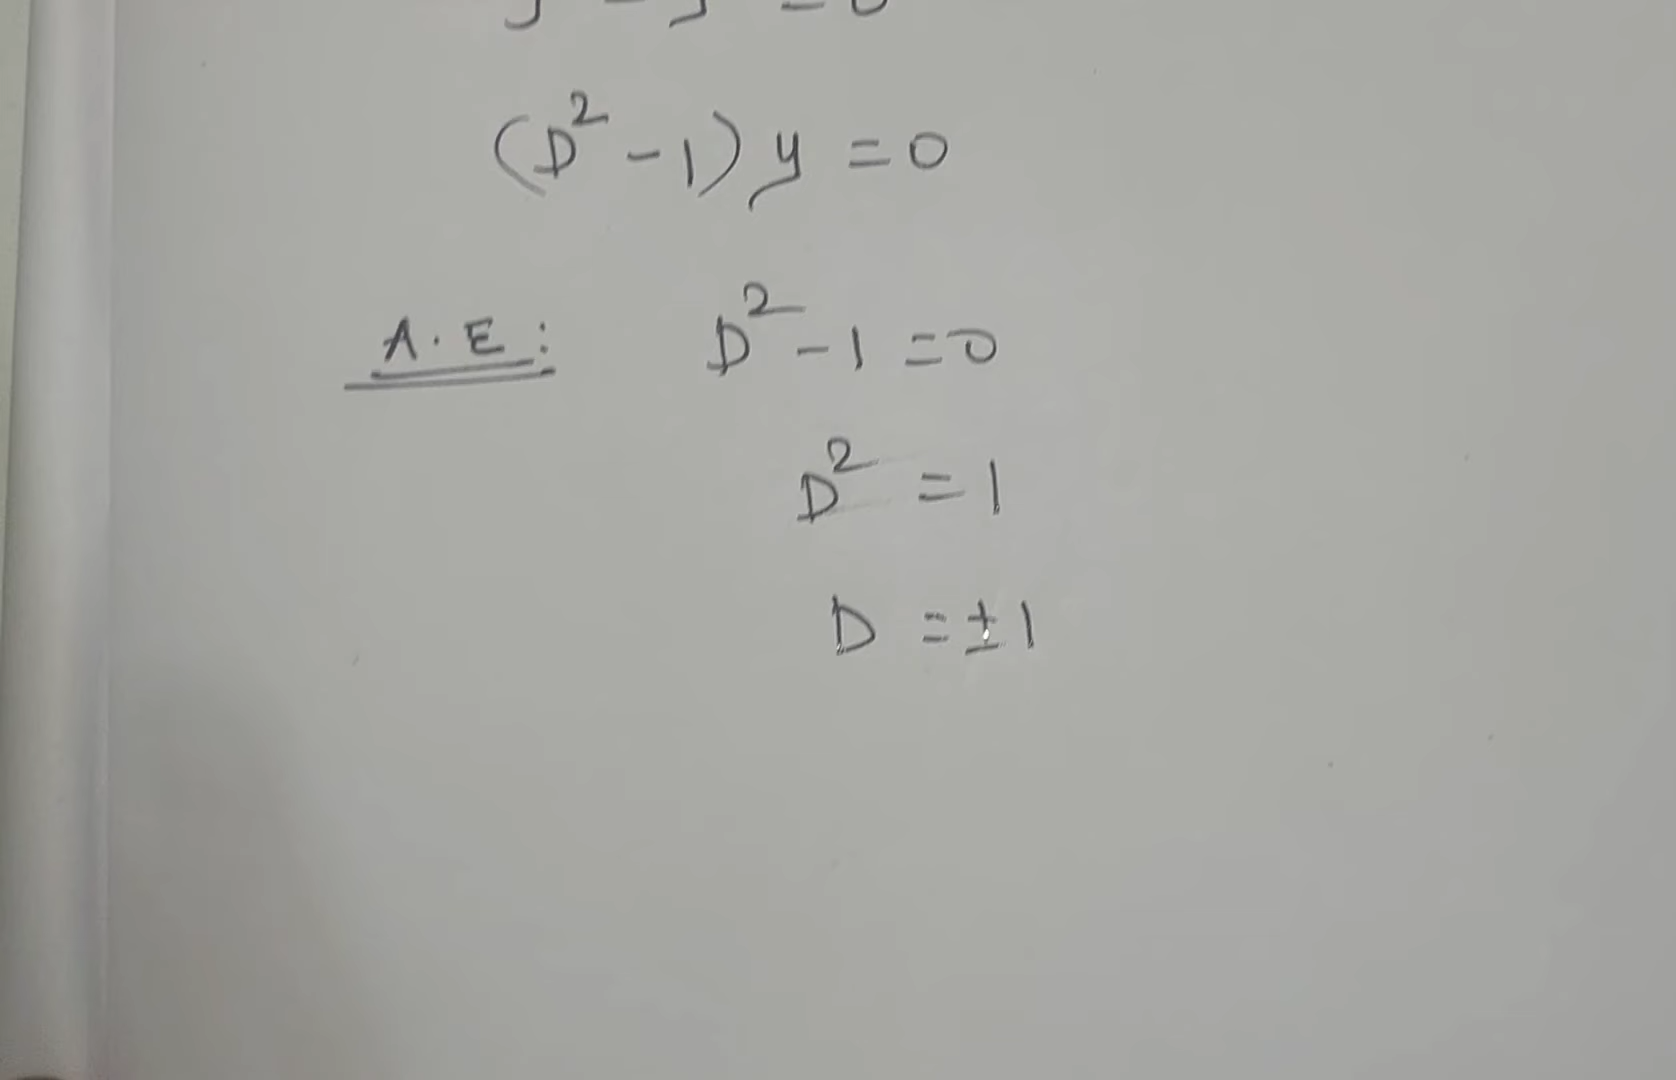 (D² - 1) y = 0
A.E: D² - 1 = 0
D² = 1
D = ± 1